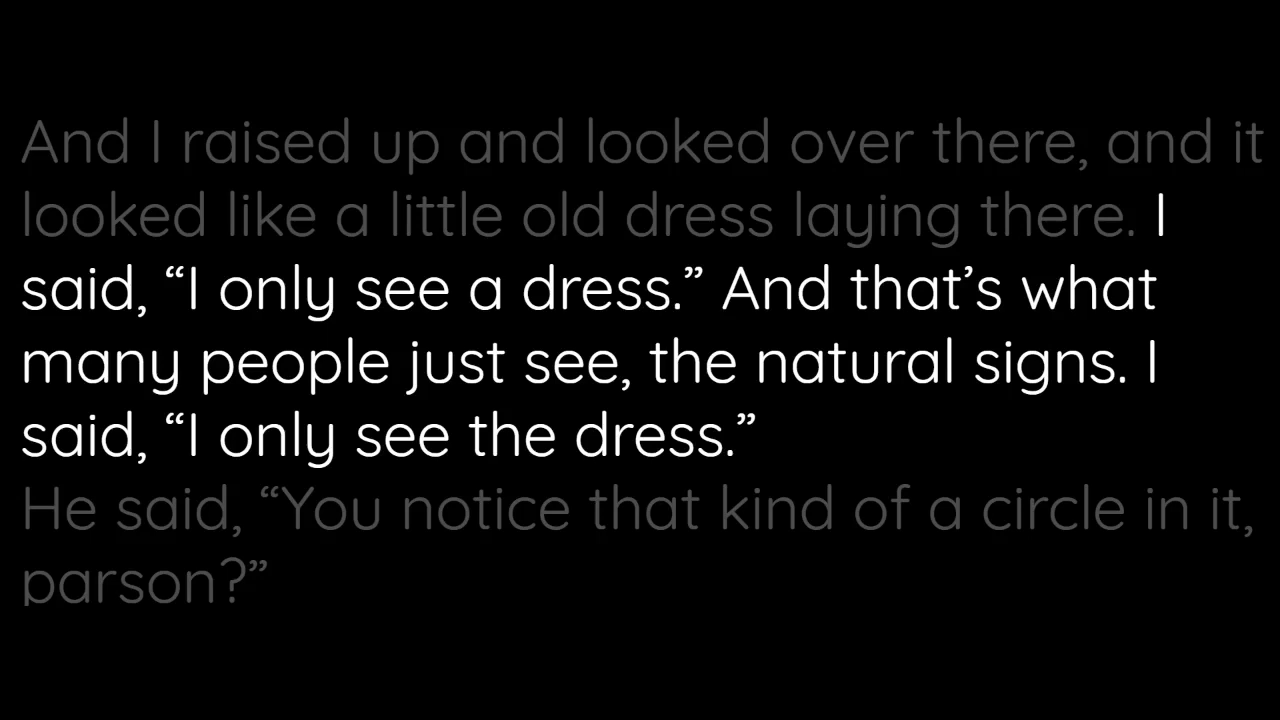 And I raised up and looked over there, and it
looked like a little old dress laying there. I
said, “I only see a dress.” And that’s what
many people just see, the natural signs. I
said, “I only see the dress.”
He said, “You notice that kind of a circle in it,
parson?”